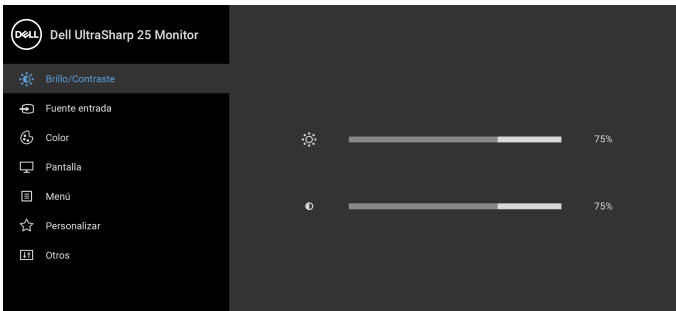 DELL
Dell UltraSharp 25 Monitor
Brillo/Contraste
Fuente entrada
Color
Pantalla
Menú
Personalizar
Otros
75%
75%